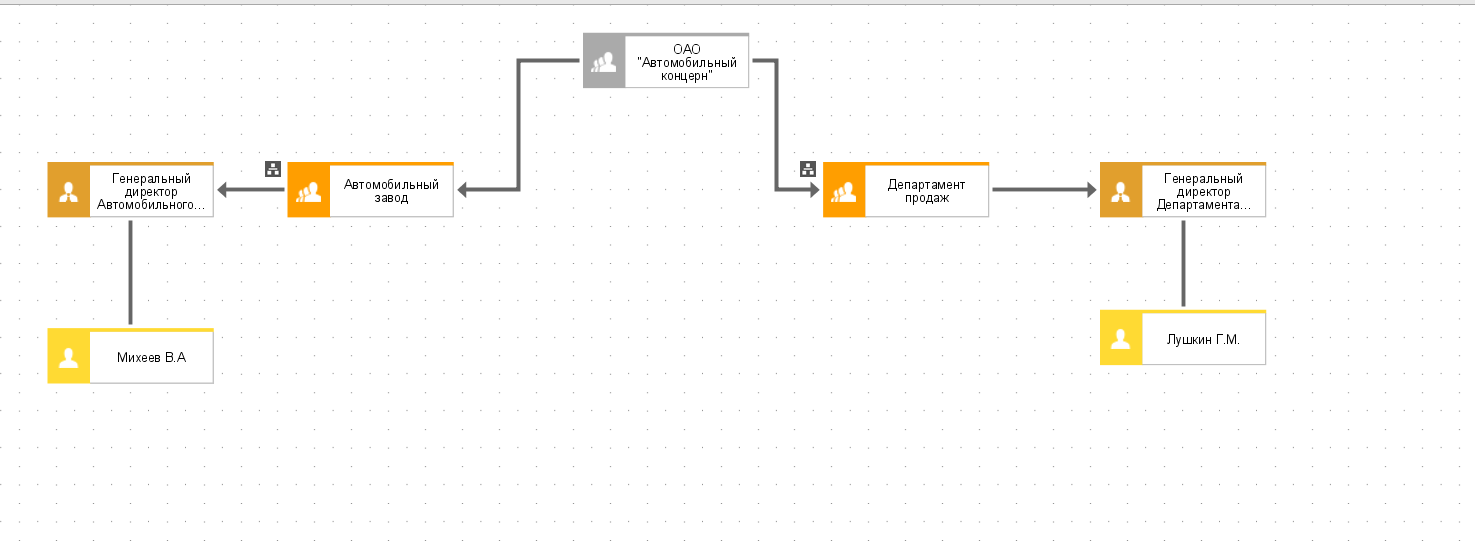 ОАО
"Автомобильный
концерн"
Генеральный
директор
Автомобильного...
Автомобильный
завод
Департамент
продаж
Генеральный
директор
Департамента...
Михеев В.А
Лушкин Г.М.